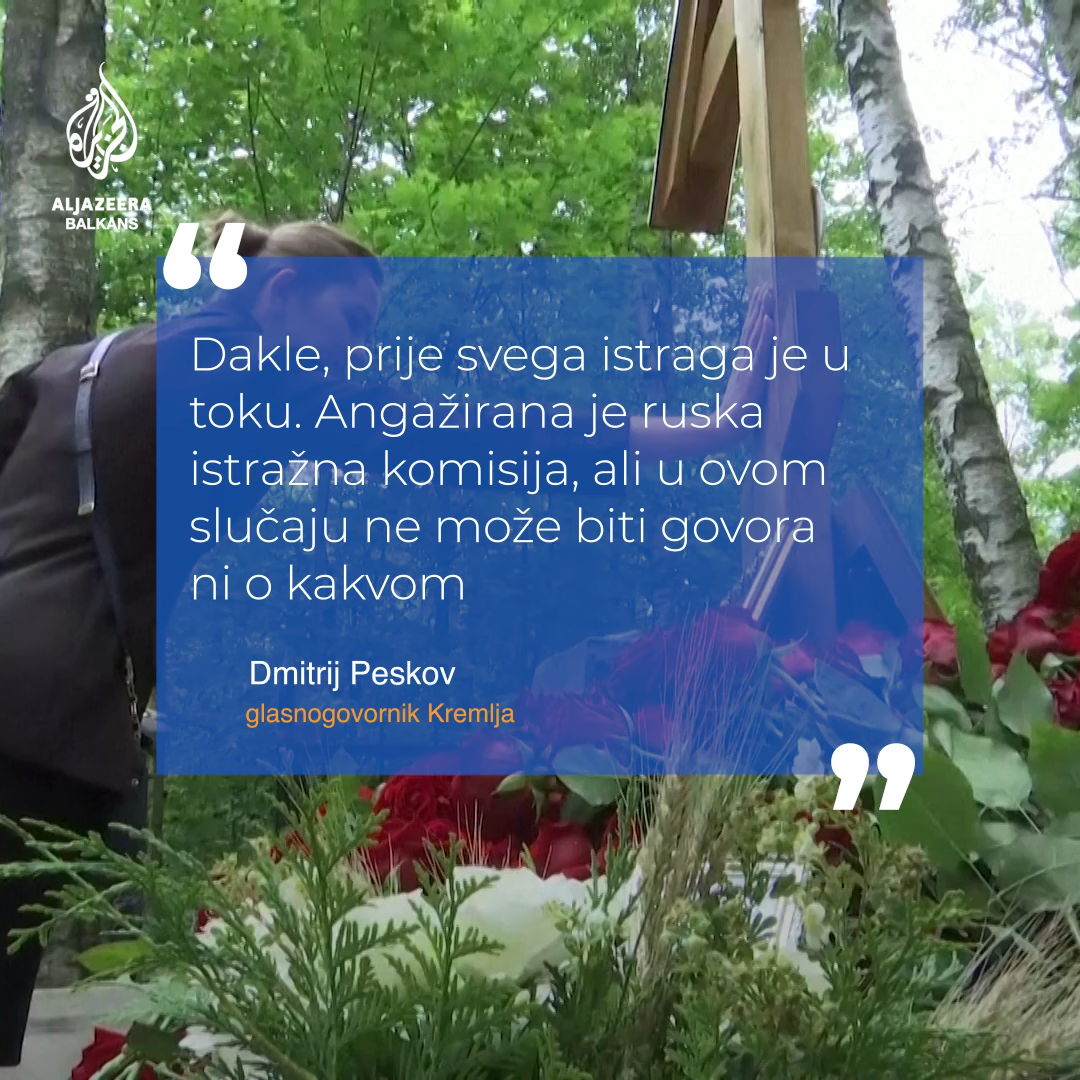 الجزيرة
ALJAZEERA
BALKANS
“
Dakle, prije svega istraga je u
toku. Angažirana je ruska
istražna komisija, ali u ovom
slučaju ne može biti govora
ni o kakvom
Dmitrij Peskov
glasnogovornik Kremlja
”